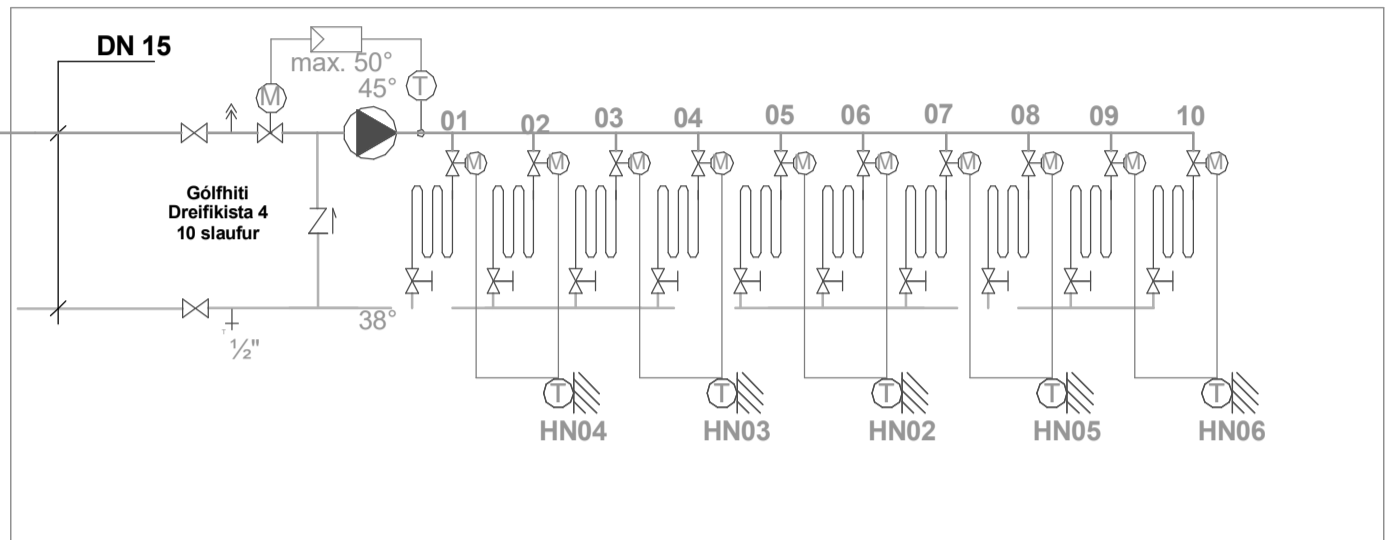 DN 15
max. 50°
45°
T
M
01 02 03 04 05 06 07 08 09 10
M M M M M M M M M M
Gólfhiti
Dreifikista 4
10 slaufur
38°
T
½"
T T T T T
HN04 HN03 HN02 HN05 HN06